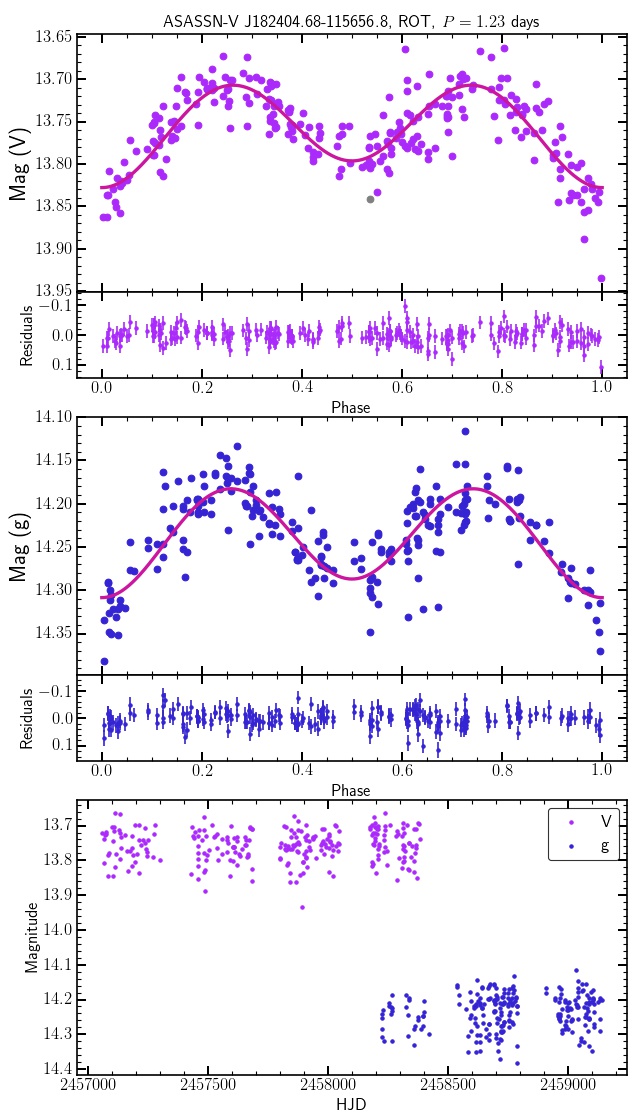 ASASSN-V J182404.68-115656.8, ROT, P = 1.23 days
13.65
13.70
13.75
13.80
13.85
13.90
13.95
Mag (V)
−0.1
0.0
0.1
Residuals
0.0 0.2 0.4 0.6 0.8 1.0
Phase
14.10
14.15
14.20
14.25
14.30
14.35
Mag (g)
−0.1
0.0
0.1
Residuals
0.0 0.2 0.4 0.6 0.8 1.0
Phase
13.7
13.8
13.9
14.0
14.1
14.2
14.3
14.4
Magnitude
V
g
2457000 2457500 2458000 2458500 2459000
HJD